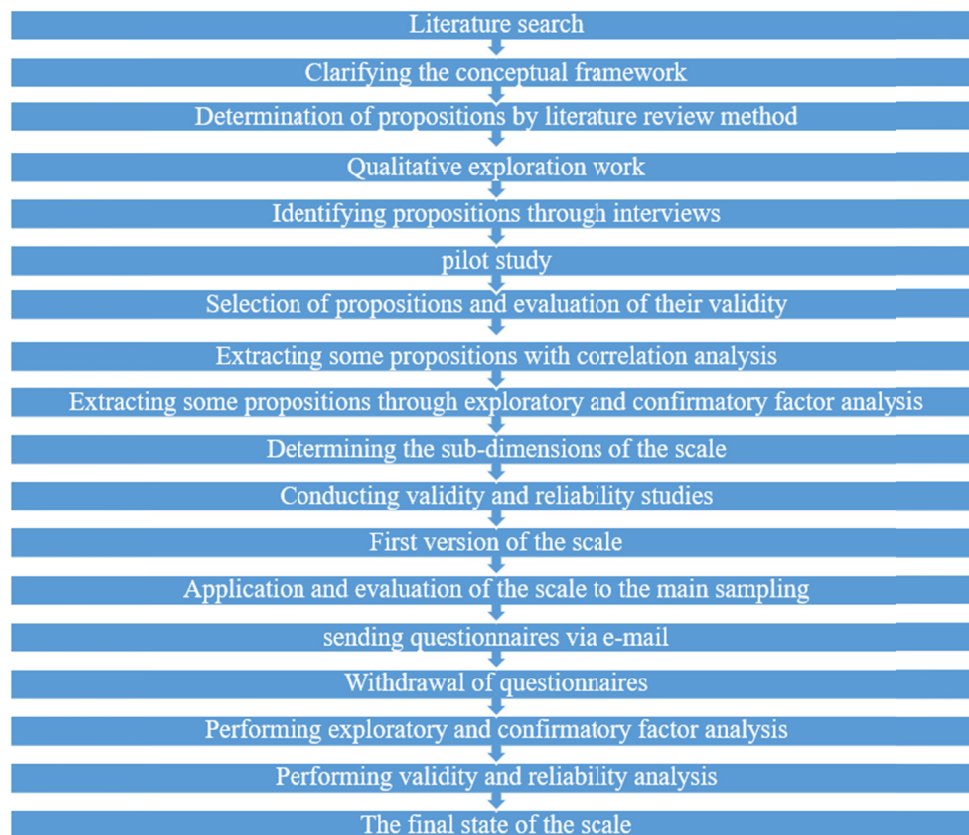 Literature search
Clarifying the conceptual framework
Determination of propositions by literature review method
Qualitative exploration work
Identifying propositions through interviews
pilot study
Selection of propositions and evaluation of their validity
Extracting some propositions with correlation analysis
Extracting some propositions through exploratory and confirmatory factor analysis
Determining the sub-dimensions of the scale
Conducting validity and reliability studies
First version of the scale
Application and evaluation of the scale to the main sampling
sending questionnaires via e-mail
Withdrawal of questionnaires
Performing exploratory and confirmatory factor analysis
Performing validity and reliability analysis
The final state of the scale